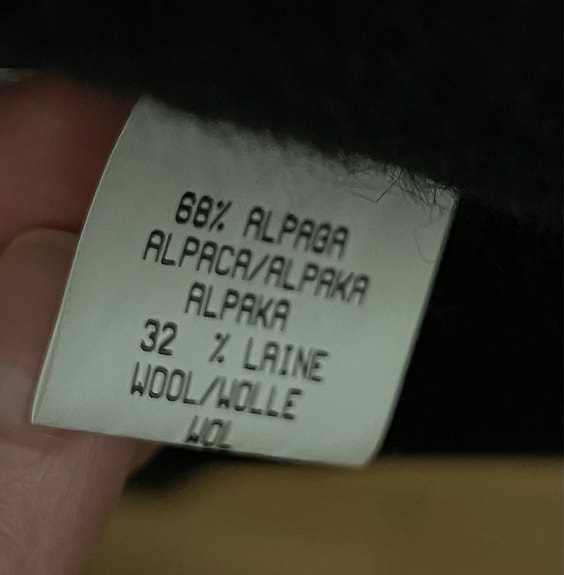 68% ALPAGA
ALPACA/ALPAKA
ALPAKA
32 % LAINE
WOOL/WOLLE
WOL